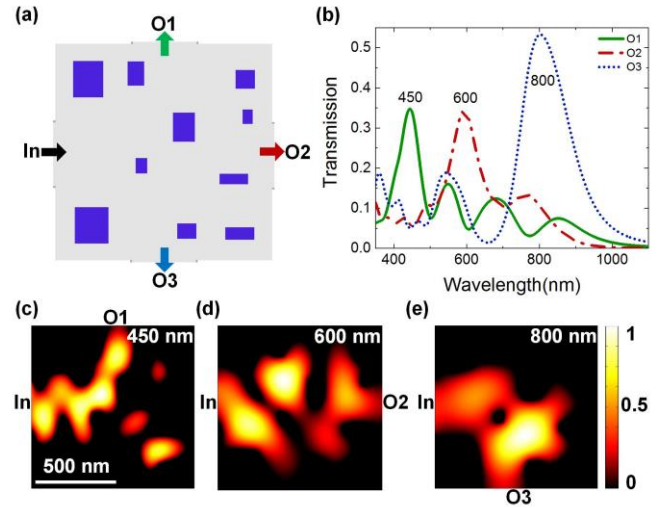 (a)
O1
In
O2
O3
(b)
Transmission
0.5
0.4
0.3
0.2
0.1
0.0
450
600
800
O1
O2
O3
400 600 800 1000
Wavelength(nm)
(c)
O1
450 nm
In
500 nm
(d)
600 nm
In
O2
(e)
800 nm
In
O3
1
0.5
0